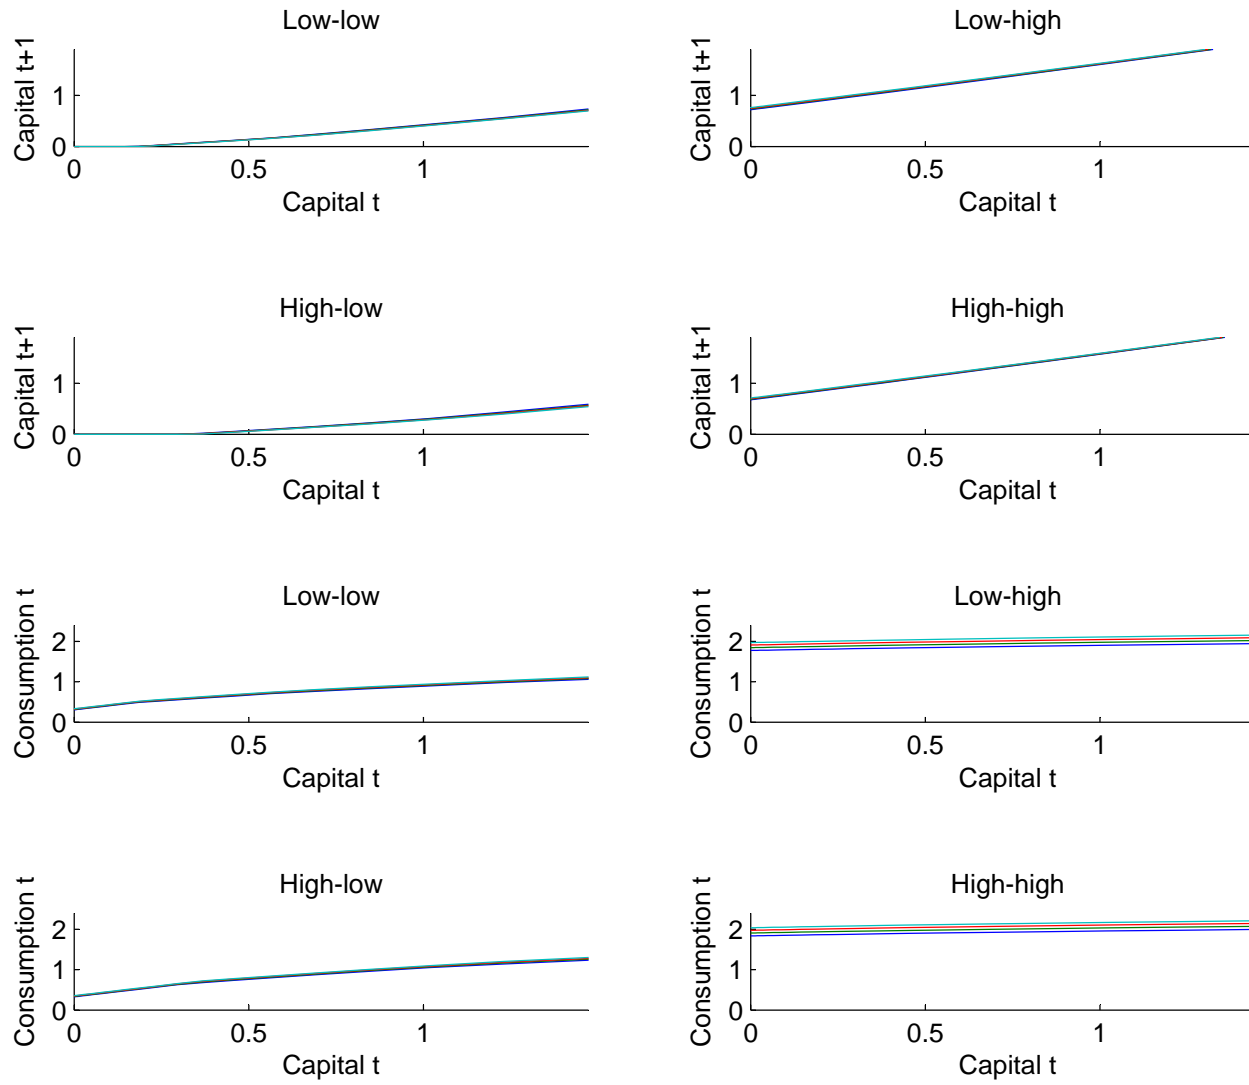 Low-low
Capital t+1
1
0
0 0.5 1
Capital t
Low-high
Capital t+1
1
0
0 0.5 1
Capital t
High-low
Capital t+1
1
0
0 0.5 1
Capital t
High-high
Capital t+1
1
0
0 0.5 1
Capital t
Low-low
Consumption t
2
1
0
0 0.5 1
Capital t
Low-high
Consumption t
2
1
0
0 0.5 1
Capital t
High-low
Consumption t
2
1
0
0 0.5 1
Capital t
High-high
Consumption t
2
1
0
0 0.5 1
Capital t